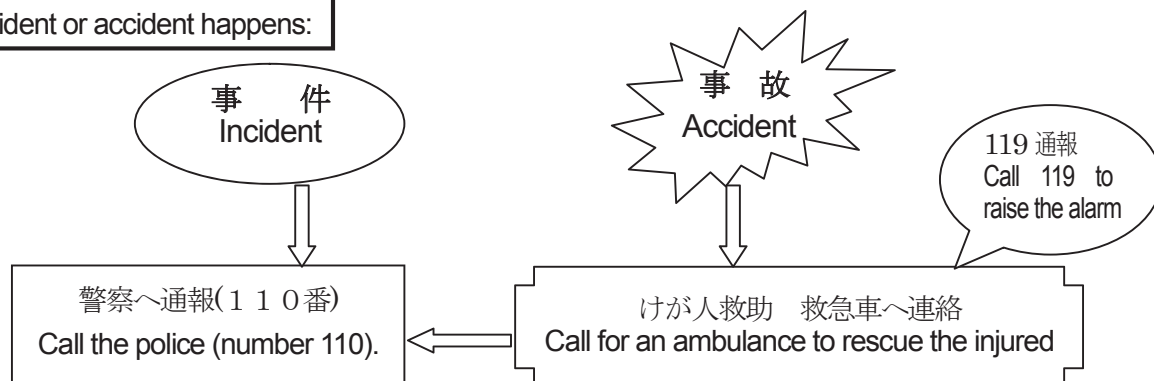 ident or accident happens:
事　件
Incident
事　故
Accident
119 通報
Call 119 to
raise the alarm
警察へ通報(１１０番)
Call the police (number 110).
けが人救助　救急車へ連絡
Call for an ambulance to rescue the injured